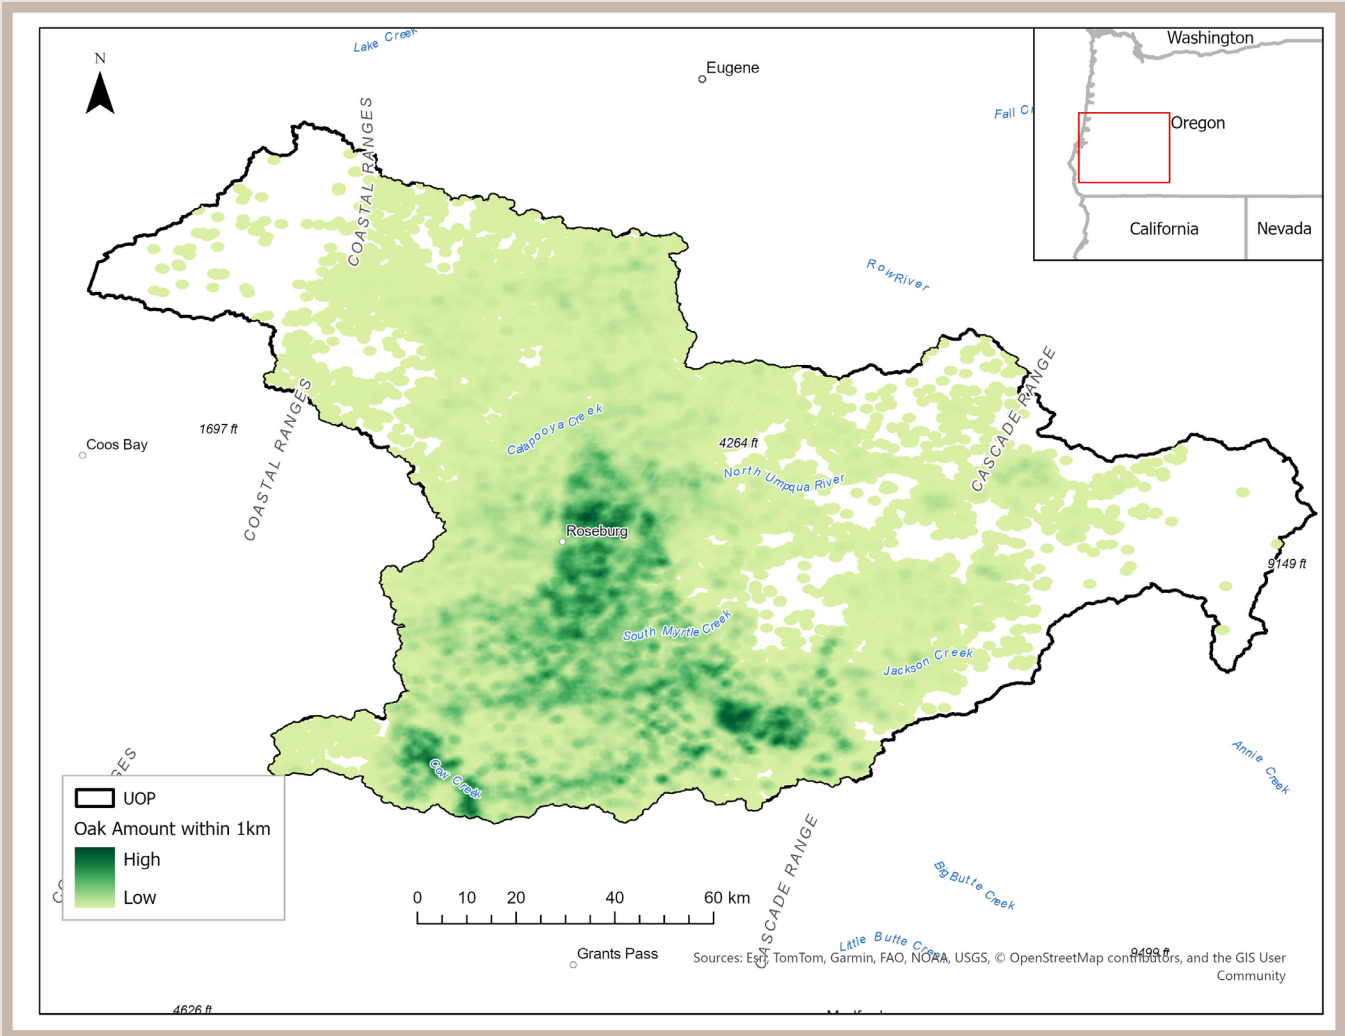 Lake Creek
N
Eugene
Washington
Fall Cr
Oregon
COASTAL RANGES
California
Nevada
Row River
CASCADE RANGE
COASTAL RANGES
Calapooya Creek
1697 ft
Coos Bay
4264 ft
North Umpqua River
Roseburg
9149 ft
South Myrtle Creek
Jackson Creek
Annie Creek
GES
Cow Creek
UOP
Oak Amount within 1km
High
Low
CASCADE RANGE
Big Butte Creek
0 10 20 40 60 km
Little Butte Creek
Grants Pass
9499 ft
Sources: Esri, TomTom, Garmin, FAO, NOAA, USGS, © OpenStreetMap contributors, and the GIS User
Community
4626 ft